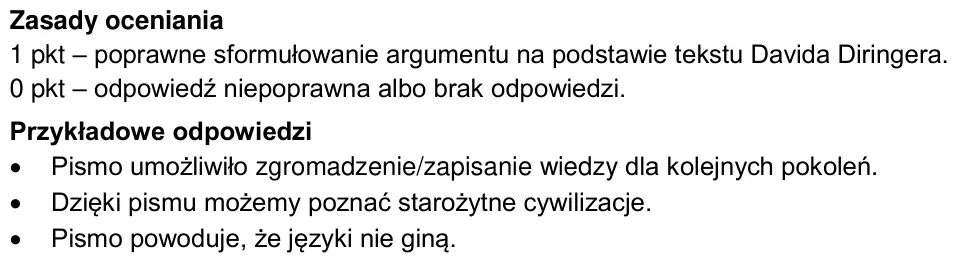 Zasady oceniania
1 pkt – poprawne sformułowanie argumentu na podstawie tekstu Davida Diringera.
0 pkt – odpowiedź niepoprawna albo brak odpowiedzi.
Przykładowe odpowiedzi
• Pismo umożliwiło zgromadzenie/zapisanie wiedzy dla kolejnych pokoleń.
• Dzięki pismu możemy poznać starożytne cywilizacje.
• Pismo powoduje, że języki nie giną.